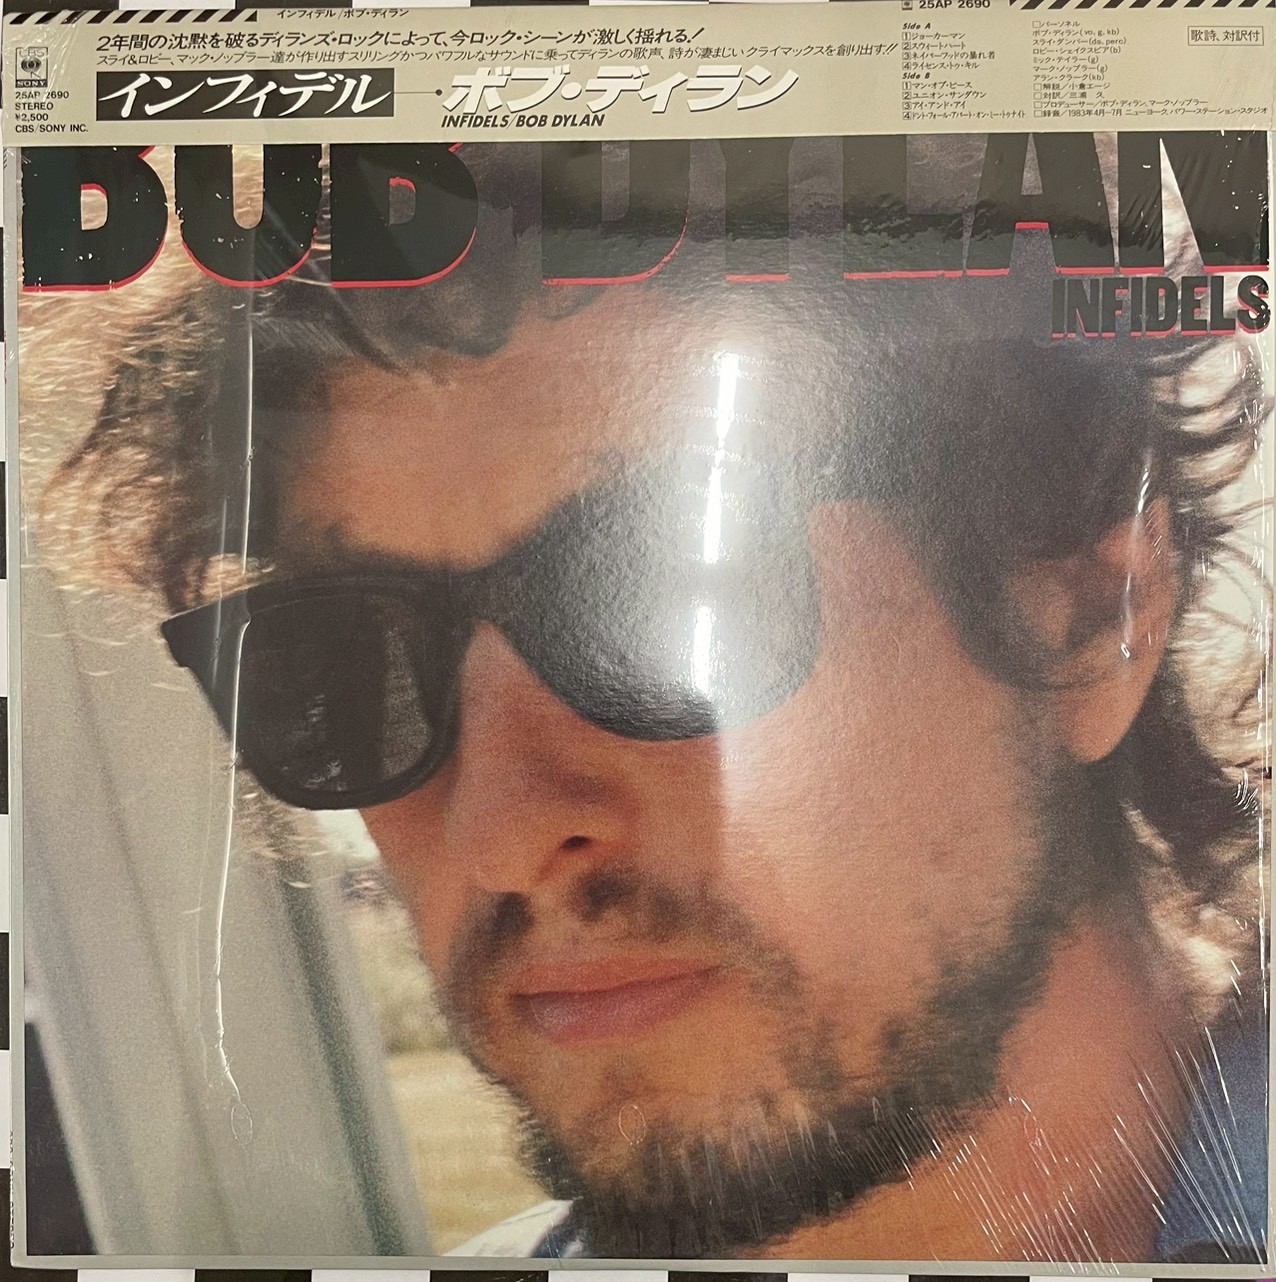 インフィデル/ボブ・ディラン
25AP 2690
2年間の沈黙を破るディランズ・ロックによって、今ロック・シーンが激しく揺れる!
スライ&ロビー、マック・ノップラー達が作り出すスリリングかつパワフルなサウンドに乗ってディランの歌声、詩が凄まじいクライマックスを創り出す!!
CBS
SONY
25AP 2690
STEREO
¥2,500
CBS/SONY INC.
インフィデル
ボブ・ディラン
INFIDELS/BOB DYLAN
Side A
1ジョーカーマン
2スウィートハート
3ネイバーフッドの暴れ者
4ライセンス・トゥ・キル
Side B
1マン・オブ・ピース
2ユニオン・サンダウン
3アイ・アンド・アイ
4ドント・フォール・アパート・オン・ミー・トゥナイト
□パーソネル
ボブ・ディラン(vo, g, kb)
スライ・ダンバー(ds, perc)
ロビー・シェイクスピア(b)
ミック・テイラー(g)
マーク・ノップラー(g)
アラン・クラーク(kb)
□解説/小倉エージ
□対訳/三浦 久
□プロデューサー/ボブ・ディラン、マーク・ノップラー
□録音/1983年4月─7月 ニューヨーク、パワー・ステーション・スタジオ
歌詩、対訳付
BOB DYLAN
INFIDELS